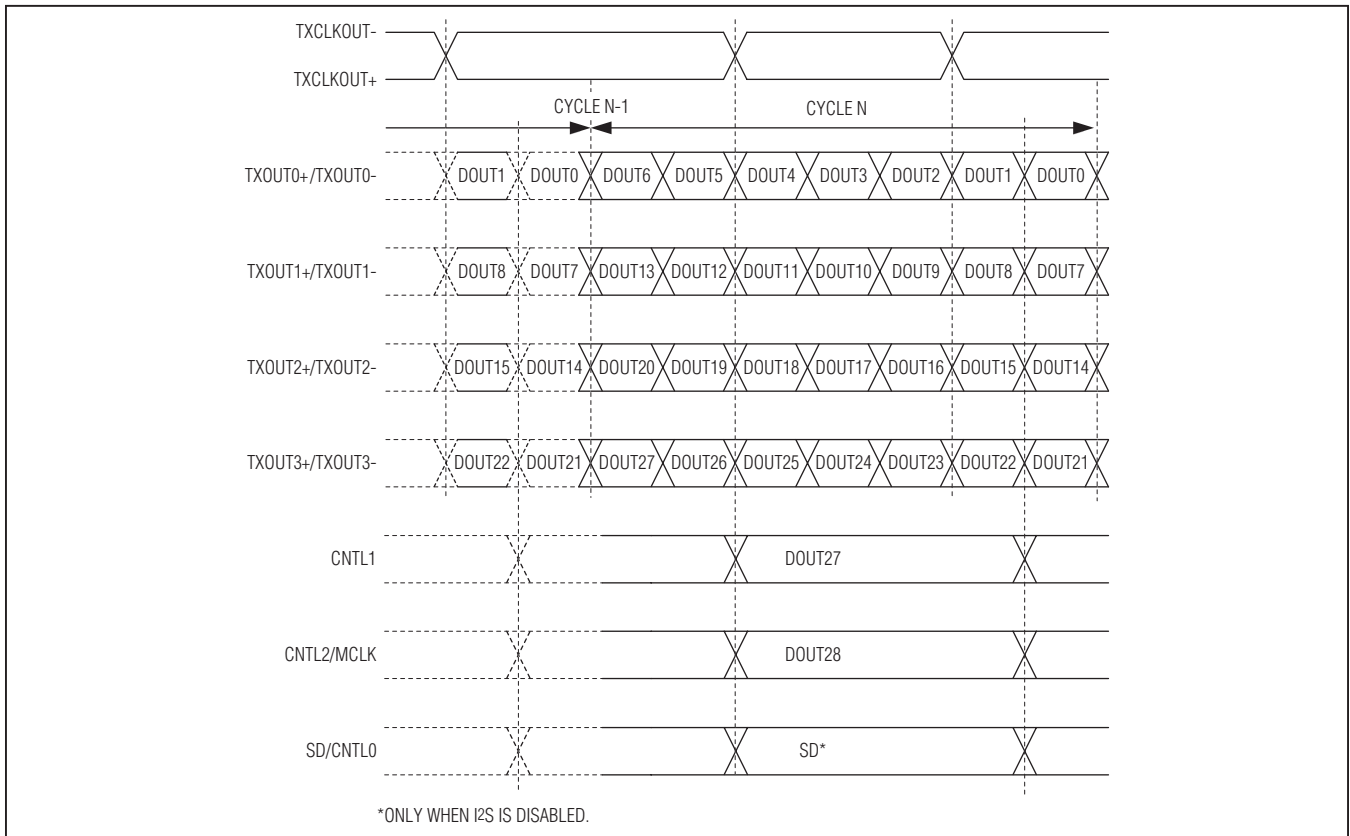 TXCLKOUT-
TXCLKOUT+
CYCLE N-1 CYCLE N
TXOUT0+/TXOUT0- DOUT1 DOUT0 DOUT6 DOUT5 DOUT4 DOUT3 DOUT2 DOUT1 DOUT0
TXOUT1+/TXOUT1- DOUT8 DOUT7 DOUT13 DOUT12 DOUT11 DOUT10 DOUT9 DOUT8 DOUT7
TXOUT2+/TXOUT2- DOUT15 DOUT14 DOUT20 DOUT19 DOUT18 DOUT17 DOUT16 DOUT15 DOUT14
TXOUT3+/TXOUT3- DOUT22 DOUT21 DOUT27 DOUT26 DOUT25 DOUT24 DOUT23 DOUT22 DOUT21
CNTL1 DOUT27
CNTL2/MCLK DOUT28
SD/CNTL0 SD*
*ONLY WHEN I2S IS DISABLED.